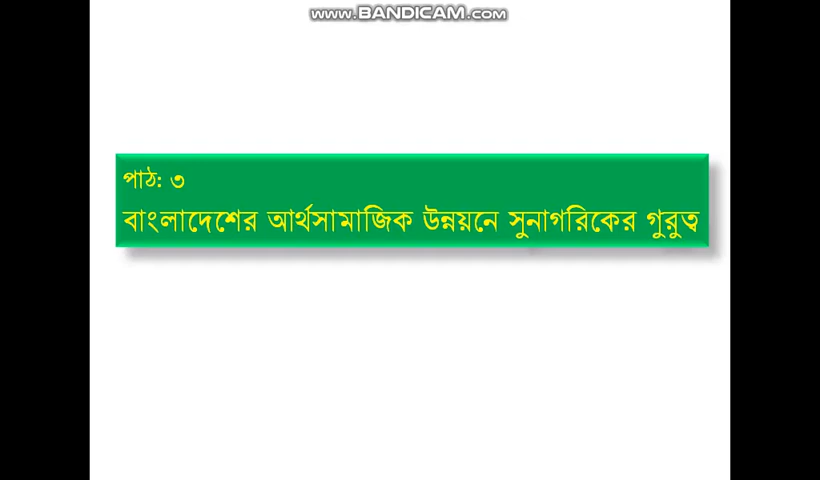 www.BANDICAM.com
পাঠ: ৩
বাংলাদেশের আর্থসামাজিক উন্নয়নে সুনাগরিকের গুরুত্ব